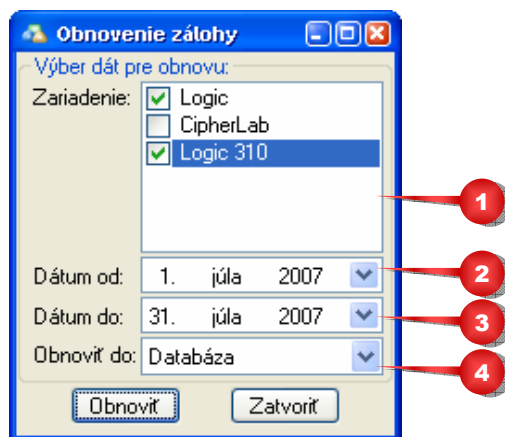 Obnovenie zálohy
Výber dát pre obnovu:
Zariadenie: Logic
CipherLab
Logic 310
1
Dátum od: 1. júla 2007
2
Dátum do: 31. júla 2007
3
Obnoviť do: Databáza
4
Obnoviť Zatvoriť